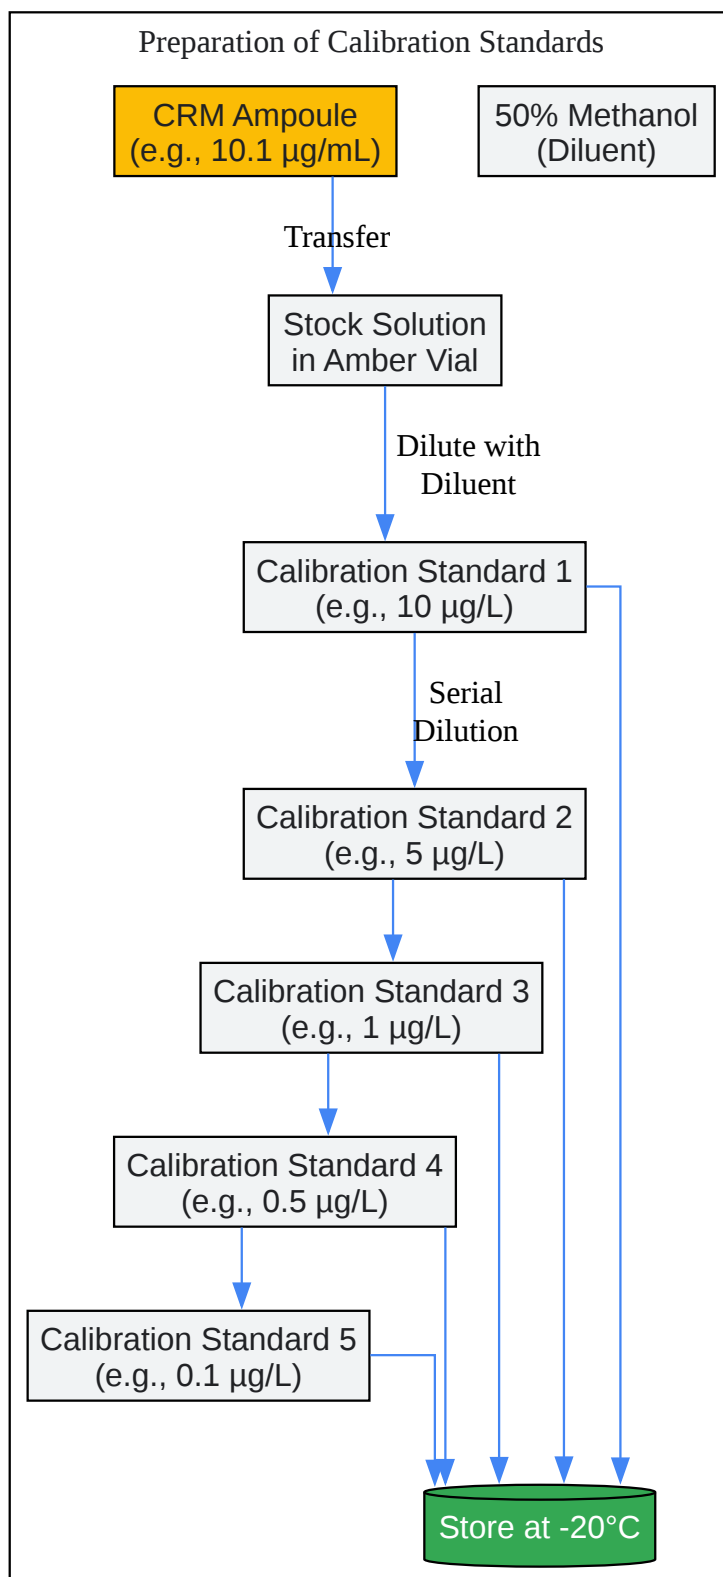 Preparation of Calibration Standards
CRM Ampoule
(e.g., 10.1 µg/mL)
50% Methanol
(Diluent)
Transfer
Stock Solution
in Amber Vial
Dilute with
Diluent
Calibration Standard 1
(e.g., 10 µg/L)
Serial
Dilution
Calibration Standard 2
(e.g., 5 µg/L)
Calibration Standard 3
(e.g., 1 µg/L)
Calibration Standard 4
(e.g., 0.5 µg/L)
Calibration Standard 5
(e.g., 0.1 µg/L)
Store at -20°C